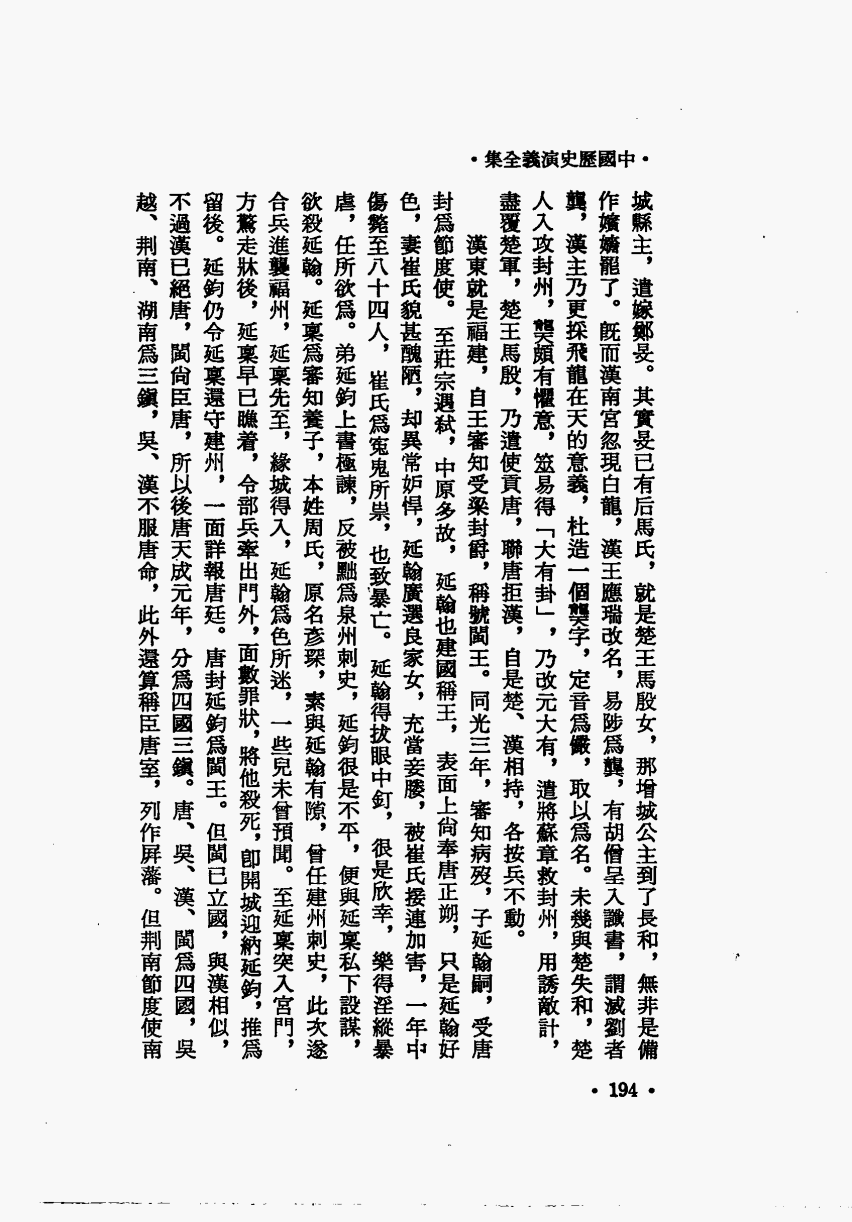 ·中國歷史演義全集·
城縣主，遣嫁鄭旻。其實旻已有后馬氏，就是楚王馬殷女，那增城公主到了長和，無非是備
作嬪嬙罷了。既而漢南宮忽現白龍，漢王應瑞改名，易陟爲龔，有胡僧呈入讖書，謂滅劉者
龔，漢主乃更採飛龍在天的意義，杜造一個龑字，定音爲儼，取以爲名。未幾與楚失和，楚
人入攻封州，龑頗有懼意，筮易得「大有卦」，乃改元大有，遣將蘇章救封州，用誘敵計，
盡覆楚軍，楚王馬殷，乃遣使貢唐，聯唐拒漢，自是楚、漢相持，各按兵不動。
漢東就是福建，自王審知受梁封爵，稱號閩王。同光三年，審知病歿，子延翰嗣，受唐
封爲節度使。至莊宗遇弒，中原多故，延翰也建國稱王，表面上尚奉唐正朔，只是延翰好
色，妻崔氏貌甚醜陋，却異常妒悍，延翰廣選良家女，充當妾媵，被崔氏接連加害，一年中
傷斃至八十四人，崔氏爲寃鬼所祟，也致暴亡。延翰得拔眼中釘，很是欣幸，樂得淫縱暴
虐，任所欲爲。弟延鈞上書極諫，反被黜爲泉州刺史，延鈞很是不平，便與延稟私下設謀，
欲殺延翰。延稟爲審知養子，本姓周氏，原名彥琛，素與延翰有隙，曾任建州刺史，此次遂
合兵進襲福州，延稟先至，緣城得入，延翰爲色所迷，一些兒未曾預聞。至延稟突入宮門，
方驚走牀後，延稟早已瞧着，令部兵牽出門外，面數罪狀，將他殺死，卽開城迎納延鈞，推爲
留後。延鈞仍令延稟還守建州，一面詳報唐廷。唐封延鈞爲閩王。但閩已立國，與漢相似，
不過漢已絕唐，閩尚臣唐，所以後唐天成元年，分爲四國三鎭。唐、吳、漢、閩爲四國，吳
越、荆南、湖南爲三鎭，吳、漢不服唐命，此外還算稱臣唐室，列作屛藩。但荆南節度使南
·194·